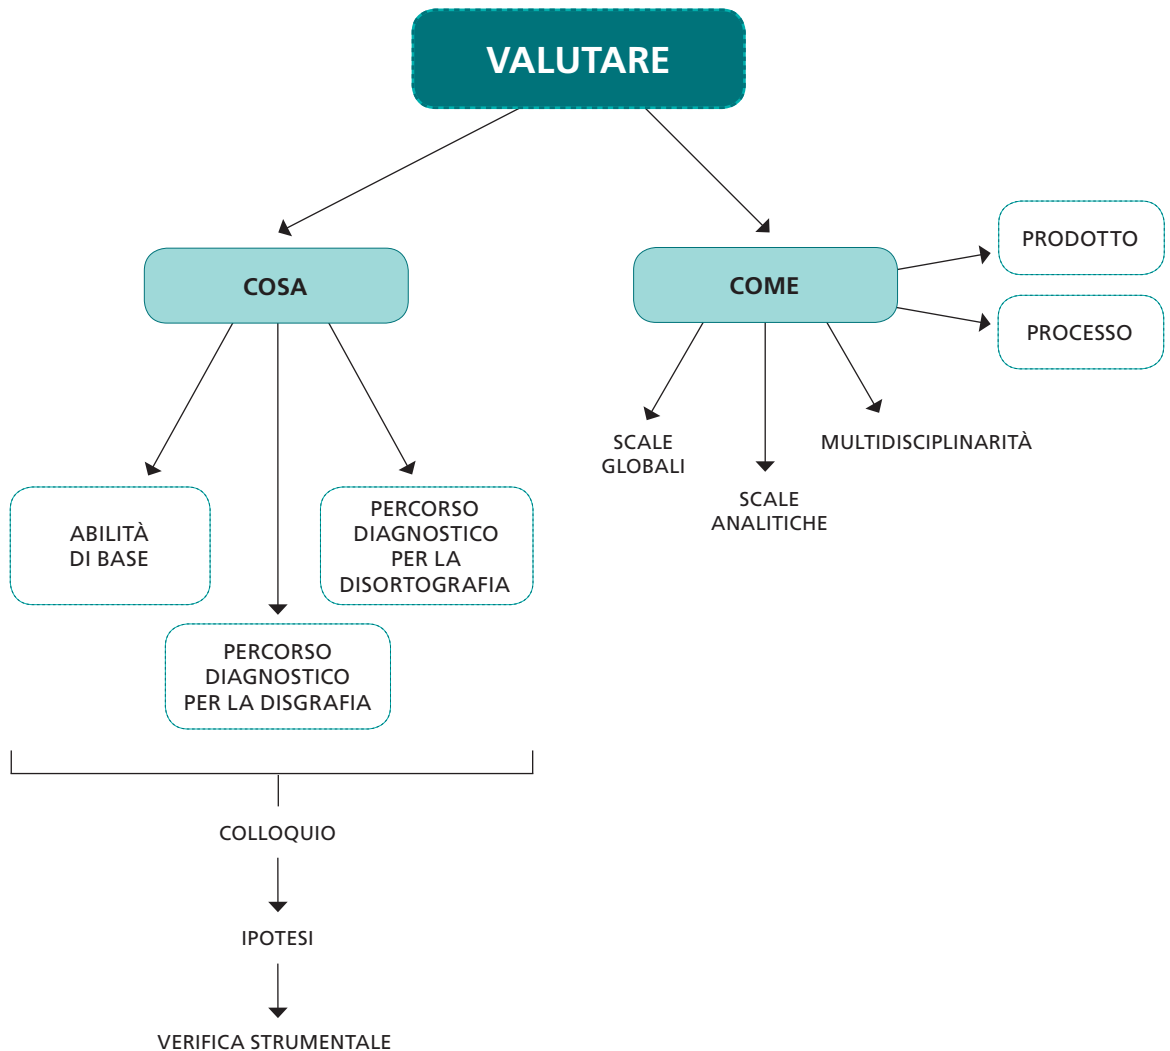 VALUTARE
COSA
COME
PRODOTTO
PROCESSO
SCALE
GLOBALI
SCALE
ANALITICHE
MULTIDISCIPLINARITÀ
ABILITÀ
DI BASE
PERCORSO
DIAGNOSTICO
PER LA DISGRAFIA
PERCORSO
DIAGNOSTICO
PER LA
DISORTOGRAFIA
COLLOQUIO
IPOTESI
VERIFICA STRUMENTALE